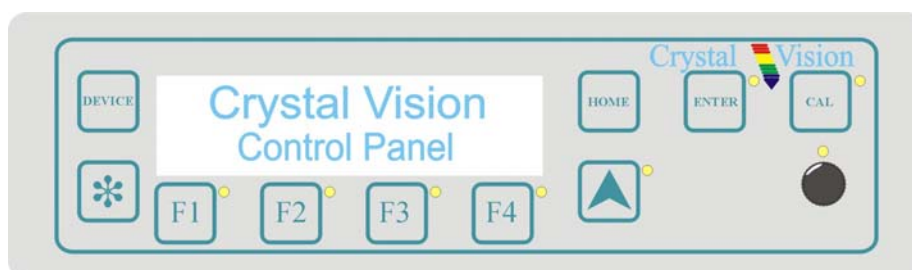 Crystal Vision
DEVICE
Crystal Vision
Control Panel
HOME
ENTER
CAL
F1
F2
F3
F4